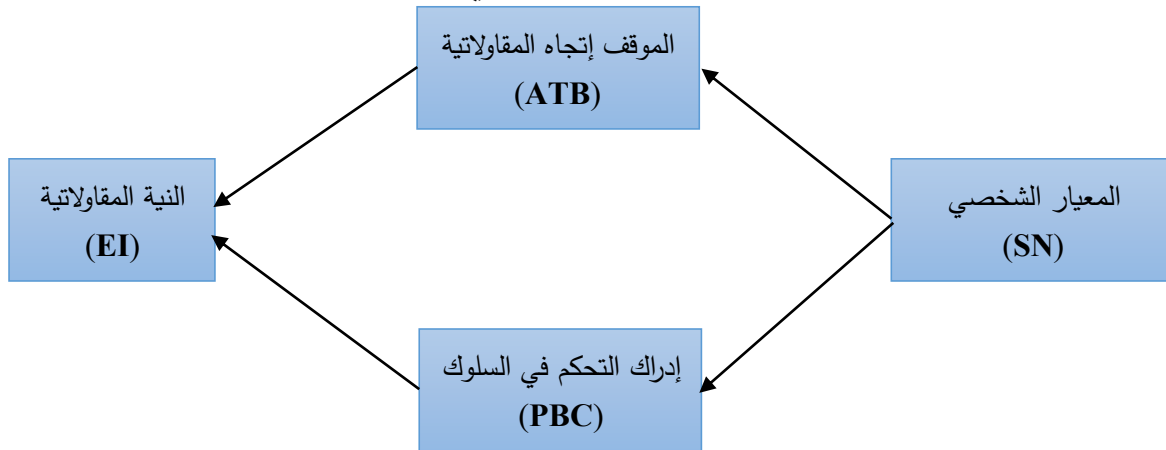 الموقف إتجاه المقاولاتية
(ATB)
المعيار الشخصي
(SN)
النية المقاولاتية
(EI)
إدراك التحكم في السلوك
(PBC)